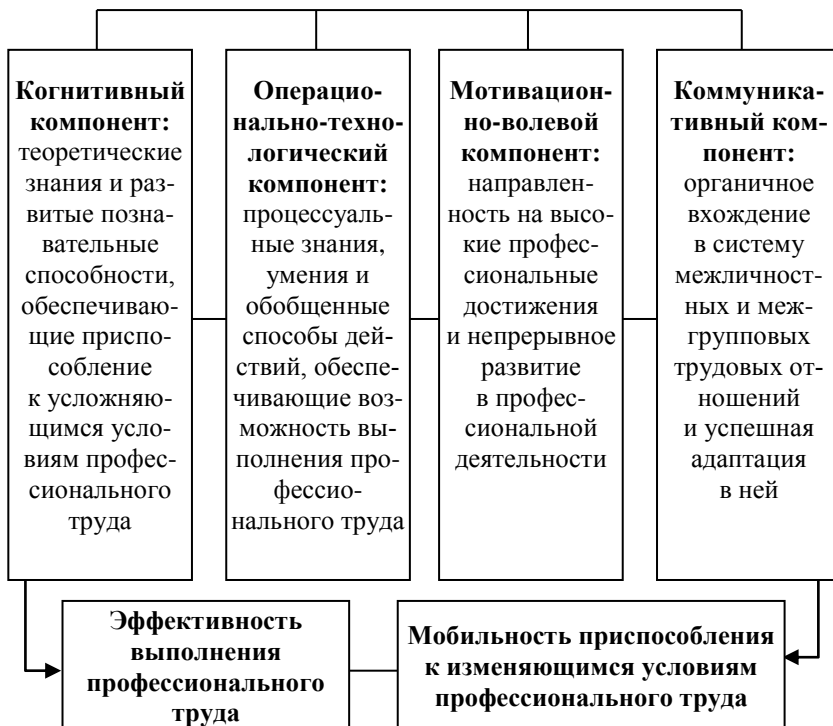 Когнитивный
компонент:
теоретические
знания и раз-
витые позна-
вательные
способности,
обеспечиваю-
щие приспо-
собление
к усложняю-
щимся усло-
виям профес-
сионального
труда
Операцио-
нально-техно-
логический
компонент:
процессуаль-
ные знания,
умения и
обобщенные
способы дей-
ствий, обеспе-
чивающие воз-
можность вы-
полнения про-
фессио-
нального труда
Мотивацион-
но-волевой
компонент:
направлен-
ность на высо-
кие профес-
сиональные
достижения
и непрерывное
развитие
в профес-
сиональной
деятельности
Коммуника-
тивный ком-
понент:
органичное
вхождение
в систему
межличност-
ных и меж-
групповых
трудовых от-
ношений
и успешная
адаптация
в ней
Эффективность
выполнения
профессионального
труда
Мобильность приспособления
к изменяющимся условиям
профессионального труда